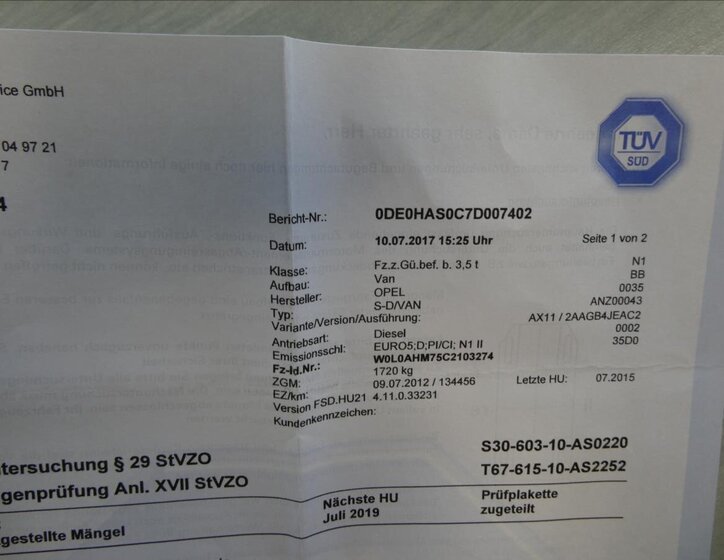 ice GmbH
04 97 21
7
4
TÜV
SÜD
Bericht-Nr.: 0DE0HAS0C7D007402
Datum: 10.07.2017 15:25 Uhr Seite 1 von 2
Klasse: Fz.z.Gü.bef. b. 3,5 t N1
Aufbau: Van BB
Hersteller: OPEL 0035
Typ: S-D/VAN ANZ00043
Variante/Version/Ausführung: AX11 / 2AAGB4JEAC2
Antriebsart: Diesel 0002
Emissionsschl: EURO5;D;PI/CI; N1 II 35D0
Fz-Id.Nr.: W0L0AHM75C2103274
ZGM: 1720 kg
EZ/km: 09.07.2012 / 134456 Letzte HU: 07.2015
Version FSD.HU21 4.11.0.33231
Kundenkennzeichen:
tersuchung § 29 StVZO S30-603-10-AS0220
genprüfung Anl. XVII StVZO T67-615-10-AS2252
gestellte Mängel
Nächste HU
Juli 2019
Prüfplakette
zugeteilt